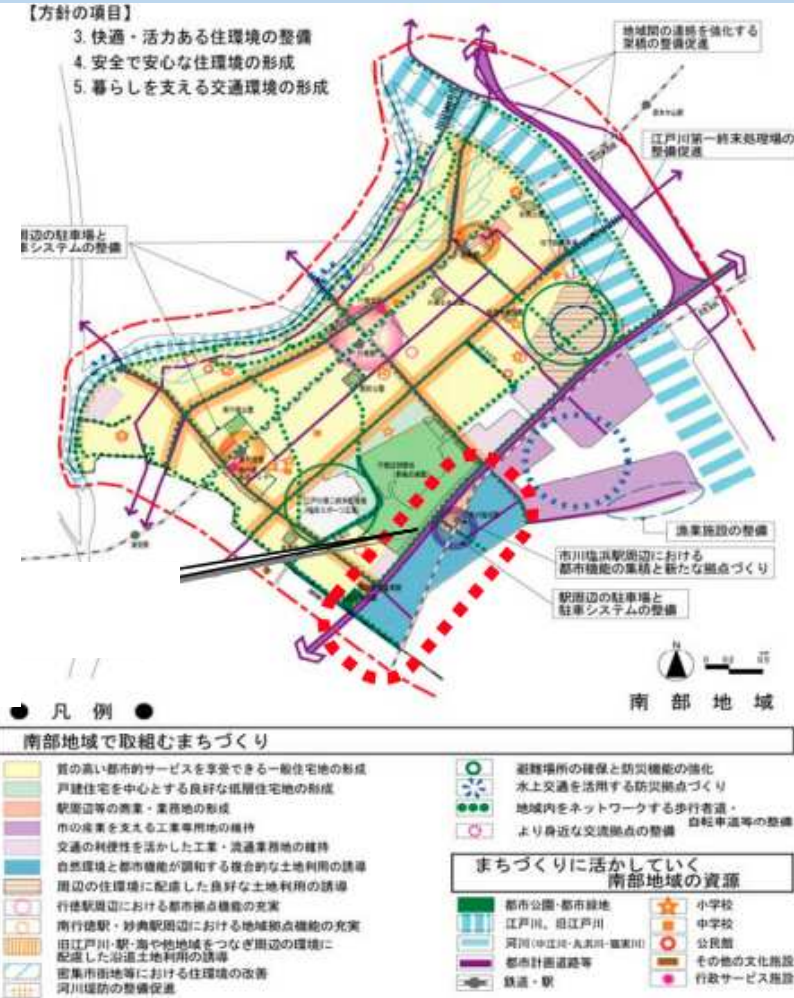 【方針の項目】
3. 快適・活力ある住環境の整備
4. 安全で安心な住環境の形成
5. 暮らしを支える交通環境の形成
地域間の連絡を強化する
架橋の整備促進
江戸川第一終末処理場の
整備促進
周辺の駐車場と
車システムの整備
漁業施設の整備
市川塩浜駅周辺における
都市機能の集積と新たな拠点づくり
駅周辺の駐車場と
駐車システムの整備
N
南部地域
● 凡例 ●
南部地域で取組むまちづくり
質の高い都市的サービスを享受できる一般住宅地の形成
戸建住宅を中心とする良好な低層住宅地の形成
駅周辺等の商業・業務地の形成
市の産業を支える工業専用地の維持
交通の利便性を活かした工業・流通業務地の維持
自然環境と都市機能が調和する複合的な土地利用の誘導
周辺の住環境に配慮した良好な土地利用の誘導
行徳駅周辺における都市拠点機能の充実
南行徳駅・妙典駅周辺における地域拠点機能の充実
旧江戸川・駅・海や他地域をつなぎ周辺の環境に
配慮した沿道土地利用の誘導
密集市街地等における住環境の改善
河川堤防の整備促進
避難場所の確保と防災機能の強化
水上交通を活用する防災拠点づくり
地域内をネットワークする歩行者道・
自転車道等の整備
より身近な交流拠点の整備
まちづくりに活かしていく
南部地域の資源
都市公園・都市緑地
江戸川、旧江戸川
河川(中江川・丸浜川・猫実川)
都市計画道路等
鉄道・駅
小学校
中学校
公民館
その他の文化施設
行政サービス施設